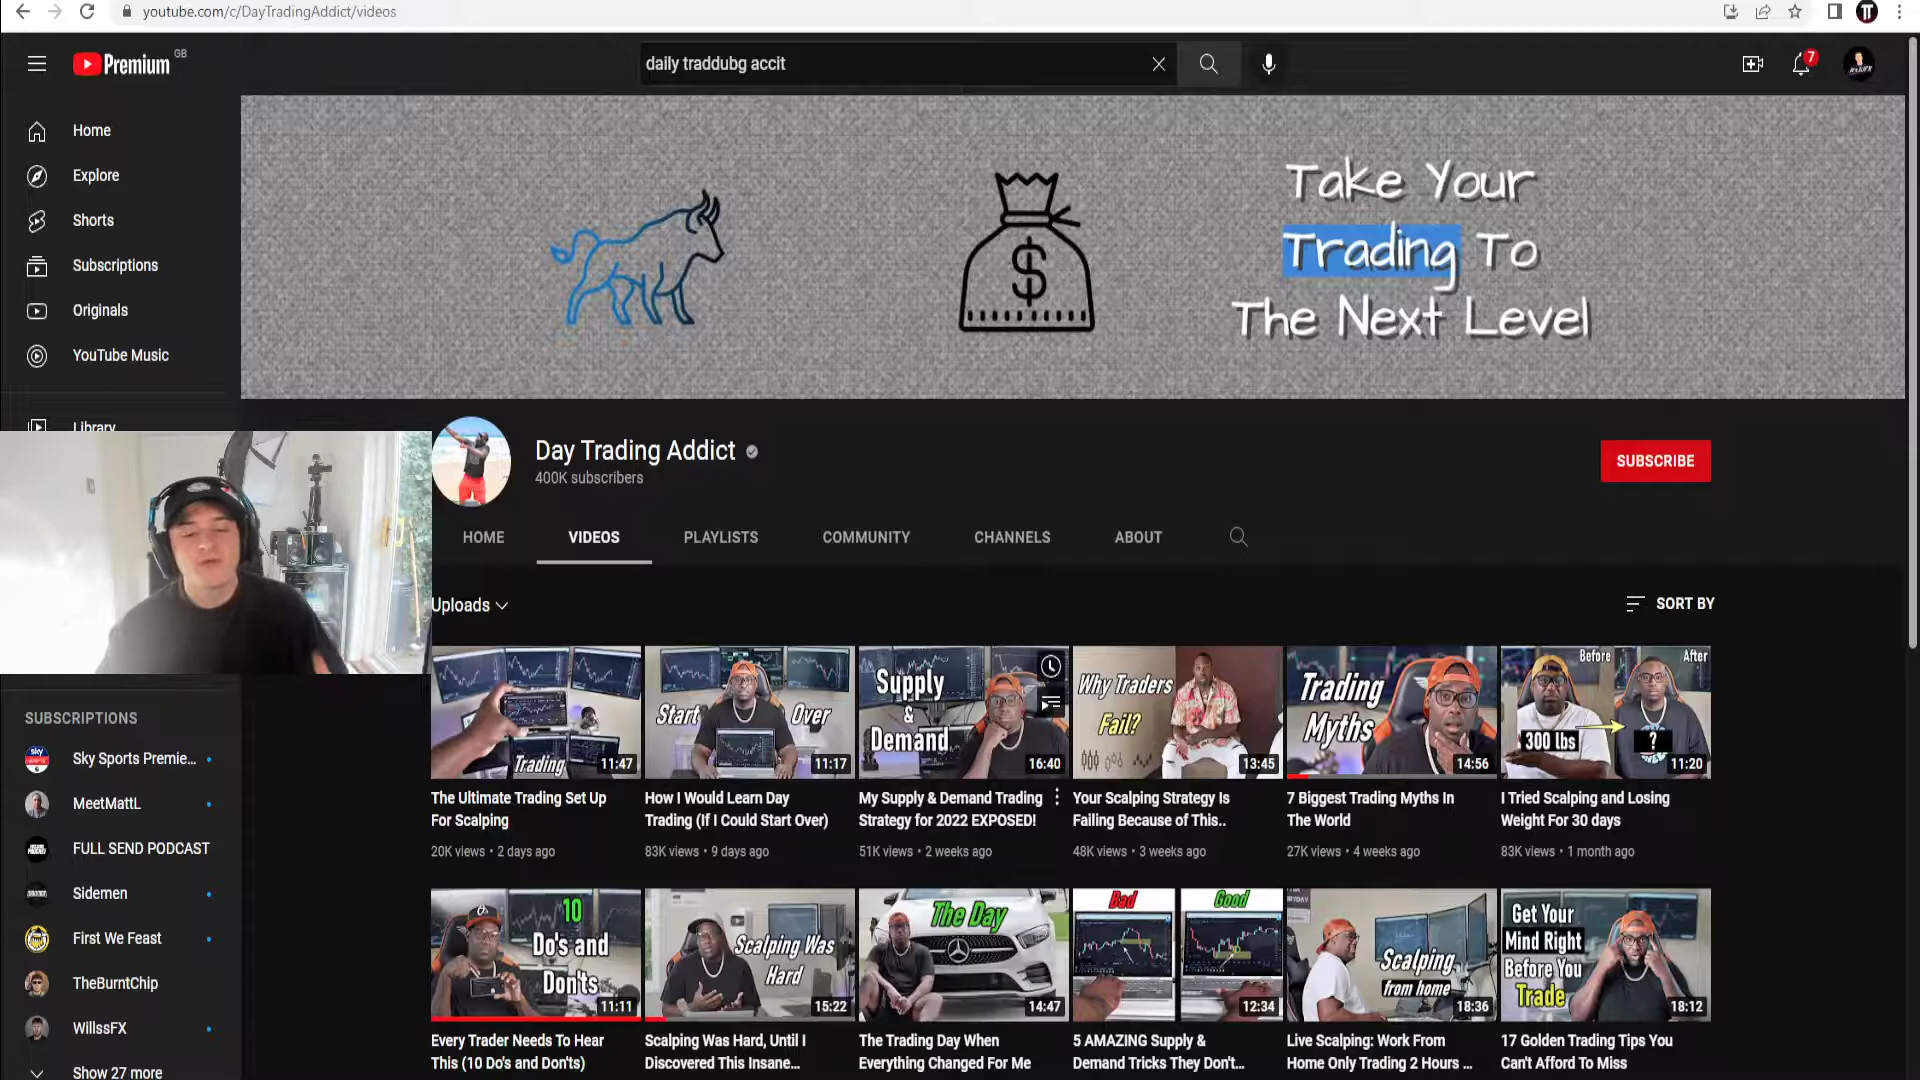 youtube.com/c/DayTradingAddict/videos
Premium
GB
daily traddubg accit
7
Home
Explore
Shorts
Subscriptions
Originals
YouTube Music
Library
Take Your
Trading To
The Next Level
Day Trading Addict
400K subscribers
SUBSCRIBE
HOME
VIDEOS
PLAYLISTS
COMMUNITY
CHANNELS
ABOUT
Uploads
SORT BY
Trading
11:47
Start Over
11:17
Supply
&
Demand
16:40
Why Traders
Fail?
13:45
Trading
Myths
14:56
Before After
300 lbs ?
11:20
The Ultimate Trading Set Up
For Scalping
20K views • 2 days ago
How I Would Learn Day
Trading (If I Could Start Over)
83K views • 9 days ago
My Supply & Demand Trading
Strategy for 2022 EXPOSED!
51K views • 2 weeks ago
Your Scalping Strategy Is
Failing Because of This..
48K views • 3 weeks ago
7 Biggest Trading Myths In
The World
27K views • 4 weeks ago
I Tried Scalping and Losing
Weight For 30 days
83K views • 1 month ago
10
Do's and
Don'ts
11:11
Scalping Was
Hard
15:22
The Day
14:47
Bad Good
12:34
Scalping
from home
18:36
Get Your
Mind Right
Before You
Trade
18:12
Every Trader Needs To Hear
This (10 Do's and Don'ts)
Scalping Was Hard, Until I
Discovered This Insane...
The Trading Day When
Everything Changed For Me
5 AMAZING Supply &
Demand Tricks They Don't...
Live Scalping: Work From
Home Only Trading 2 Hours ...
17 Golden Trading Tips You
Can't Afford To Miss
SUBSCRIPTIONS
Sky Sports Premie...
MeetMattL
FULL SEND PODCAST
Sidemen
First We Feast
TheBurntChip
WillssFX
Show 27 more